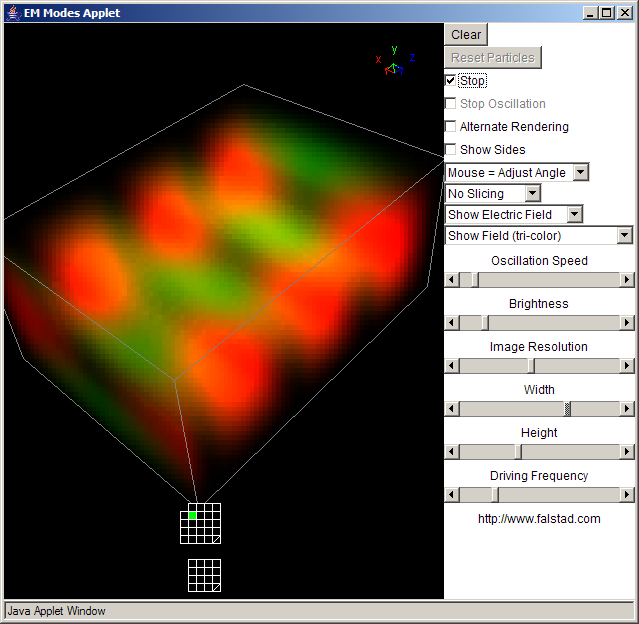 EM Modes Applet
y
x
z
Clear
Reset Particles
Stop
Stop Oscillation
Alternate Rendering
Show Sides
Mouse = Adjust Angle
No Slicing
Show Electric Field
Show Field (tri-color)
Oscillation Speed
Brightness
Image Resolution
Width
Height
Driving Frequency
http://www.falstad.com
Java Applet Window